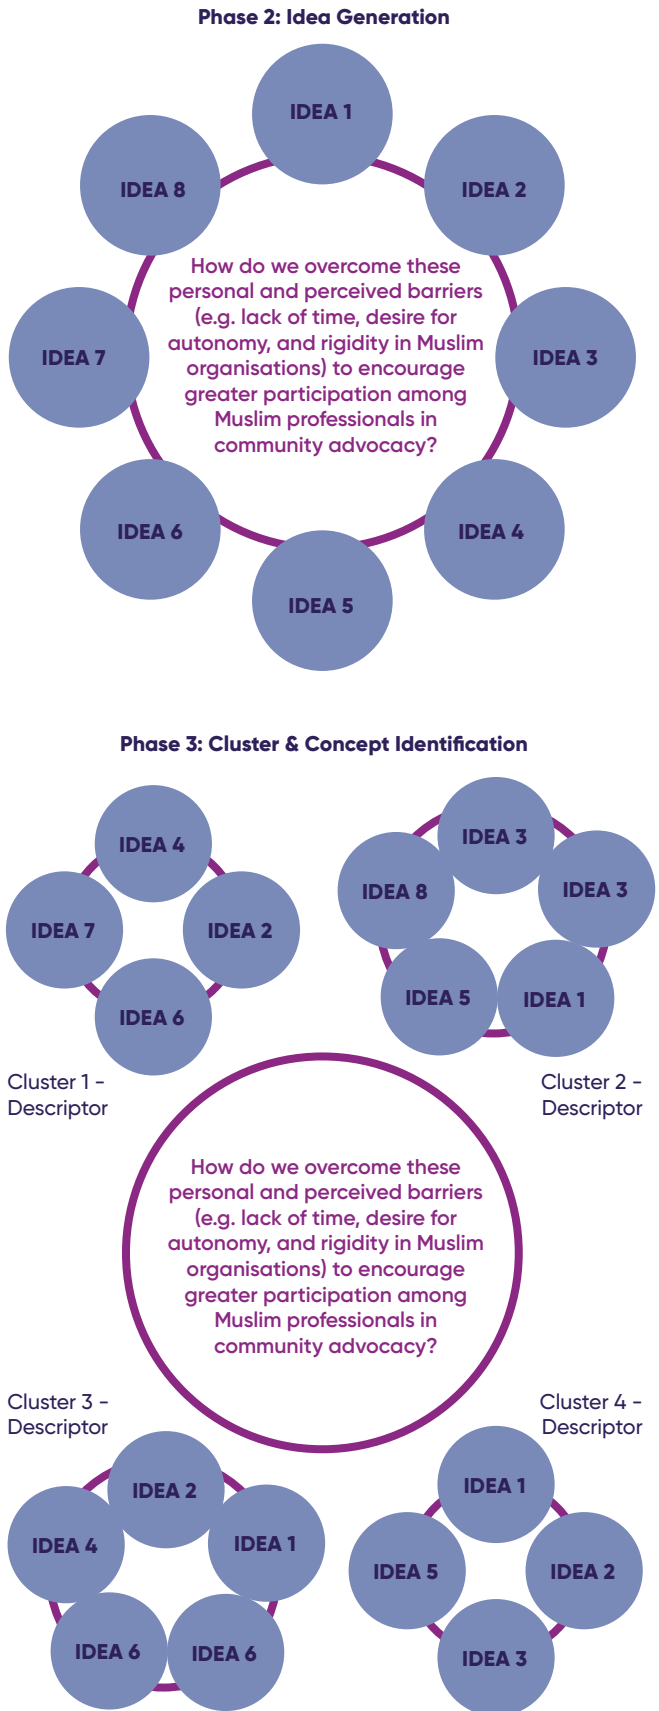 Phase 2: Idea Generation
IDEA 1
IDEA 8
IDEA 2
How do we overcome these
personal and perceived barriers
(e.g. lack of time, desire for
autonomy, and rigidity in Muslim
organisations) to encourage
greater participation among
Muslim professionals in
community advocacy?
IDEA 7
IDEA 3
IDEA 6
IDEA 4
IDEA 5
Phase 3: Cluster & Concept Identification
IDEA 4
IDEA 7
IDEA 2
IDEA 6
Cluster 1 -
Descriptor
IDEA 3
IDEA 8
IDEA 3
IDEA 5
IDEA 1
Cluster 2 -
Descriptor
How do we overcome these
personal and perceived barriers
(e.g. lack of time, desire for
autonomy, and rigidity in Muslim
organisations) to encourage
greater participation among
Muslim professionals in
community advocacy?
Cluster 3 -
Descriptor
IDEA 2
IDEA 4
IDEA 1
IDEA 6
IDEA 6
Cluster 4 -
Descriptor
IDEA 1
IDEA 5
IDEA 2
IDEA 3